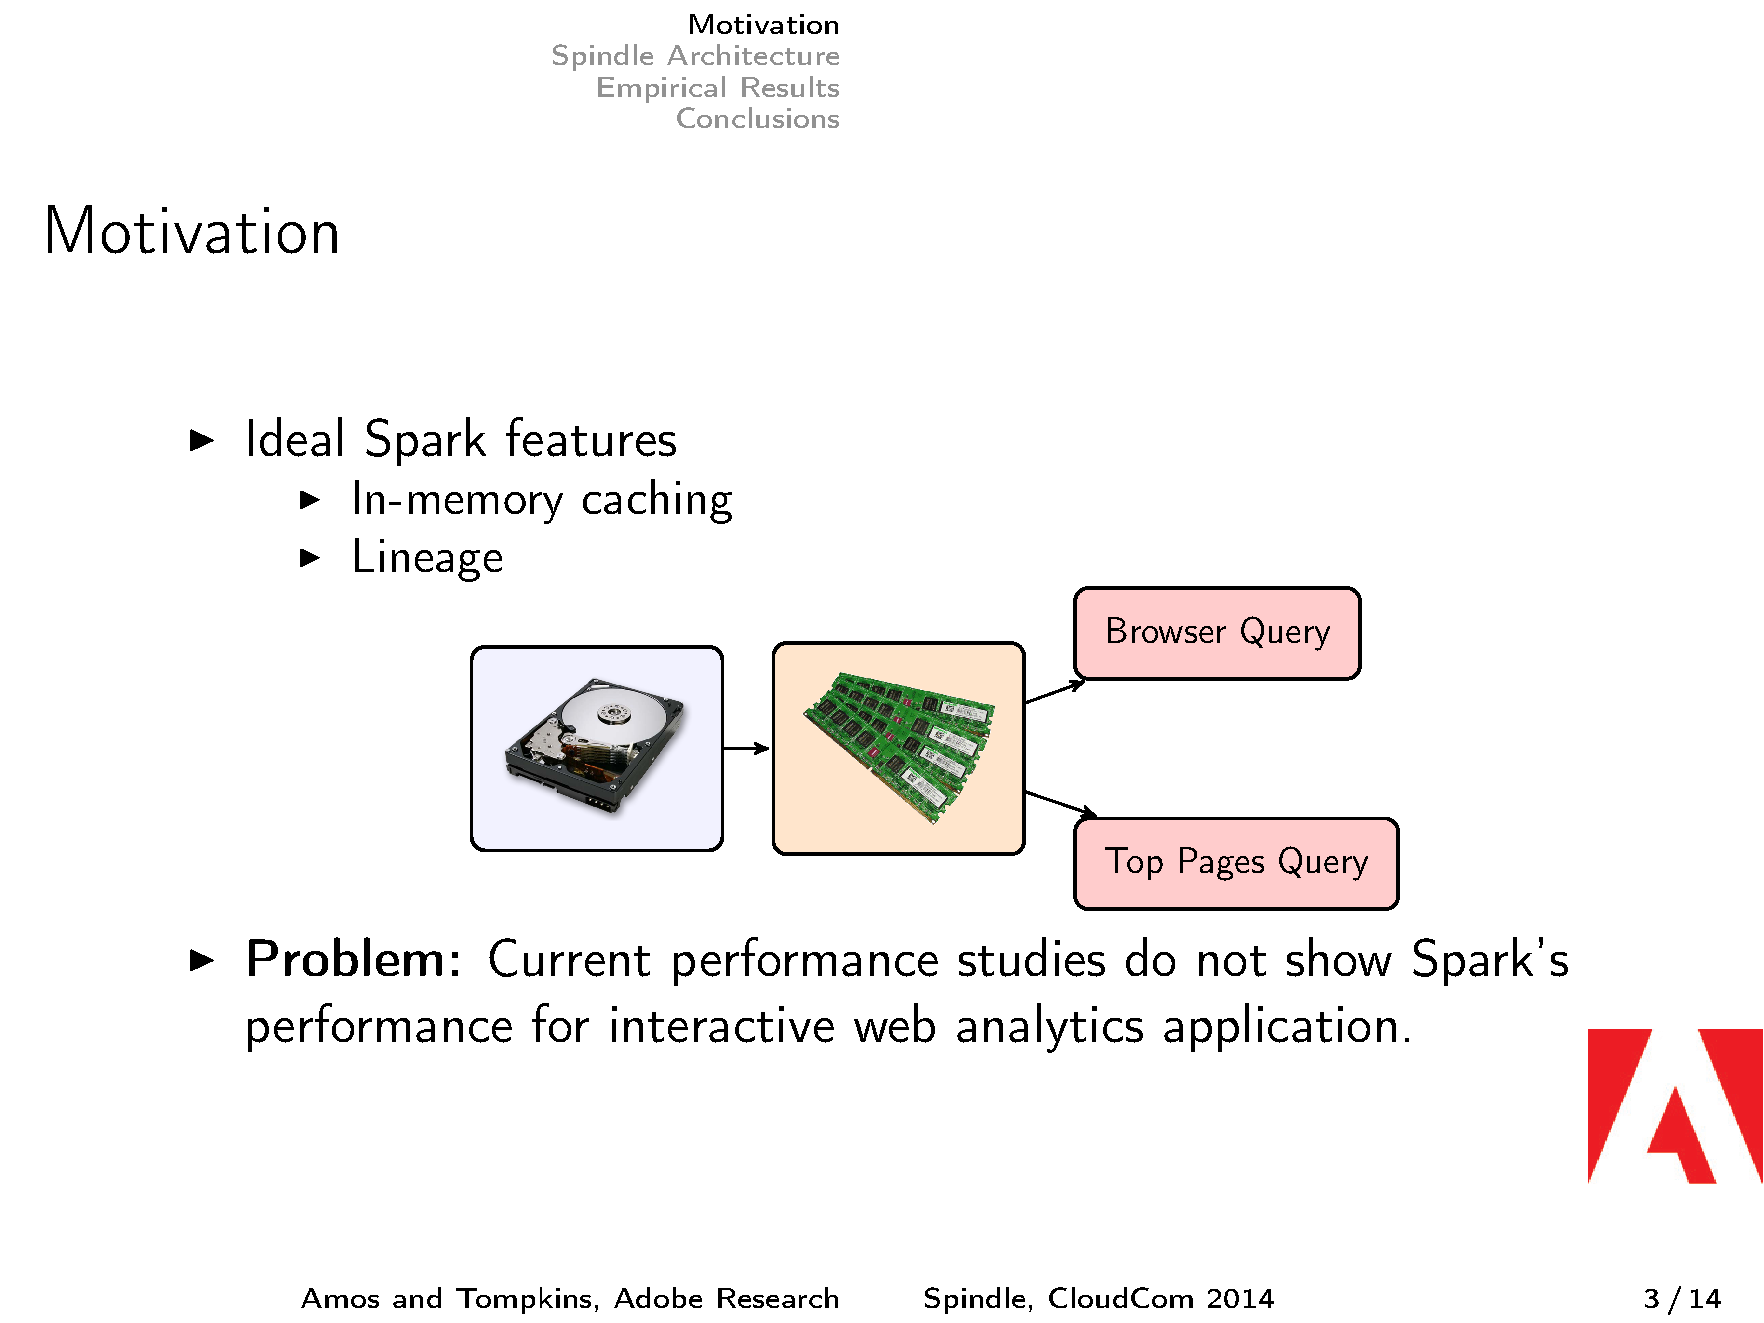 Motivation
Spindle Architecture
Empirical Results
Conclusions
Motivation
Ideal Spark features
In-memory caching
Lineage
Browser Query
Top Pages Query
Problem: Current performance studies do not show Spark's
performance for interactive web analytics application.
Amos and Tompkins, Adobe Research Spindle, CloudCom 2014 3 / 14